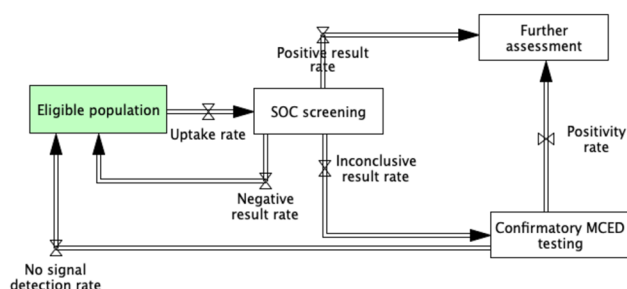 Further
assessment
Positive result
rate
Eligible population
SOC screening
Uptake rate
Inconclusive
result rate
Positivity
rate
Negative
result rate
Confirmatory MCED
testing
No signal
detection rate